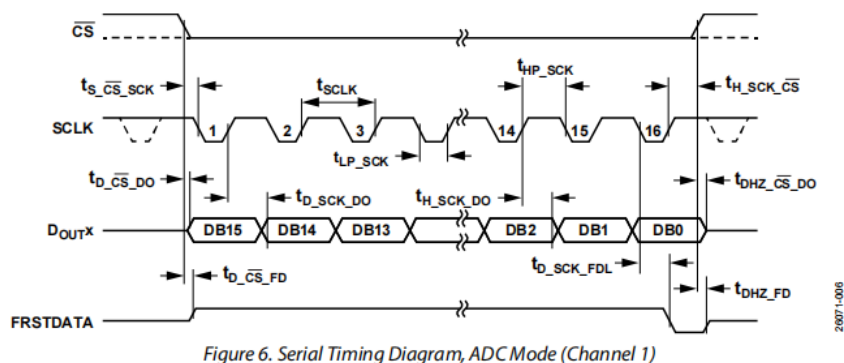 CS
tS_CS_SCK
tSCLK
tHP_SCK
tH_SCK_CS
SCLK
1 2 3 14 15 16
tLP_SCK
tD_CS_DO
tD_SCK_DO
tH_SCK_DO
tDHZ_CS_DO
DOUTx
DB15 DB14 DB13 DB2 DB1 DB0
tD_CS_FD
tD_SCK_FDL
tDHZ_FD
FRSTDATA
26071-006
Figure 6. Serial Timing Diagram, ADC Mode (Channel 1)